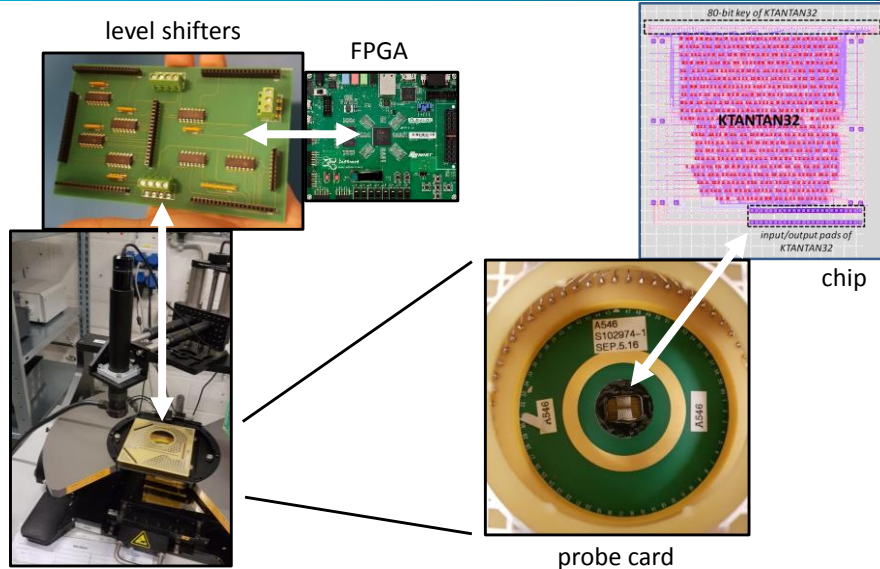 level shifters
FPGA
80-bit key of KTANTAN32
KTANTAN32
input/output pads of
KTANTAN32
chip
A546
S102974-1
SEP.5.16
A546
A546
probe card